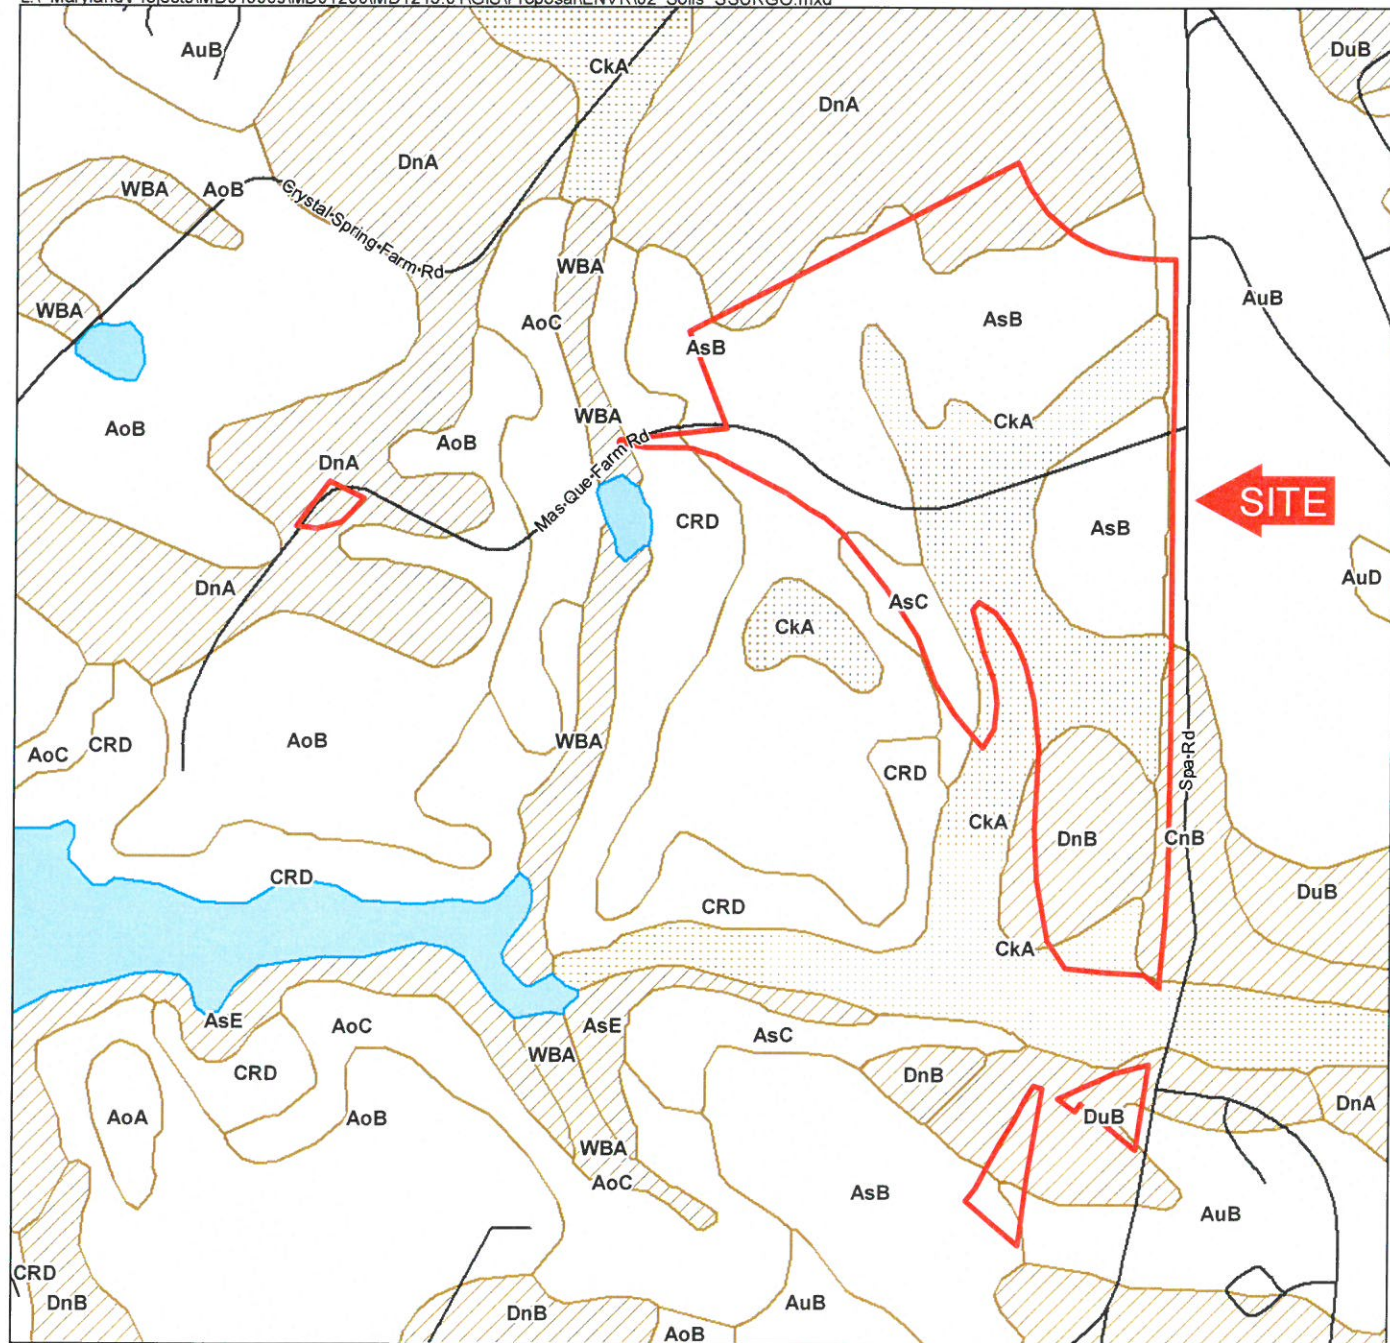 AuB
CkA
DuB
DnA
DnA
WBA
AoB
Crystal Spring Farm Rd
WBA
WBA
AoC
AsB
AsB
AuB
WBA
CkA
AoB
AoB
DnA
Mas Que Farm Rd
CRD
AsB
SITE
AuD
DnA
AsC
CkA
AoC
CRD
AoB
WBA
CRD
Spa Rd
CkA
DnB
CnB
CRD
CRD
DuB
CkA
AsE
AoC
AsE
AsC
WBA
CRD
DnB
DnA
AoA
AoB
DuB
WBA
AoC
AsB
AuB
CRD
DnB
DnB
AuB
AoB